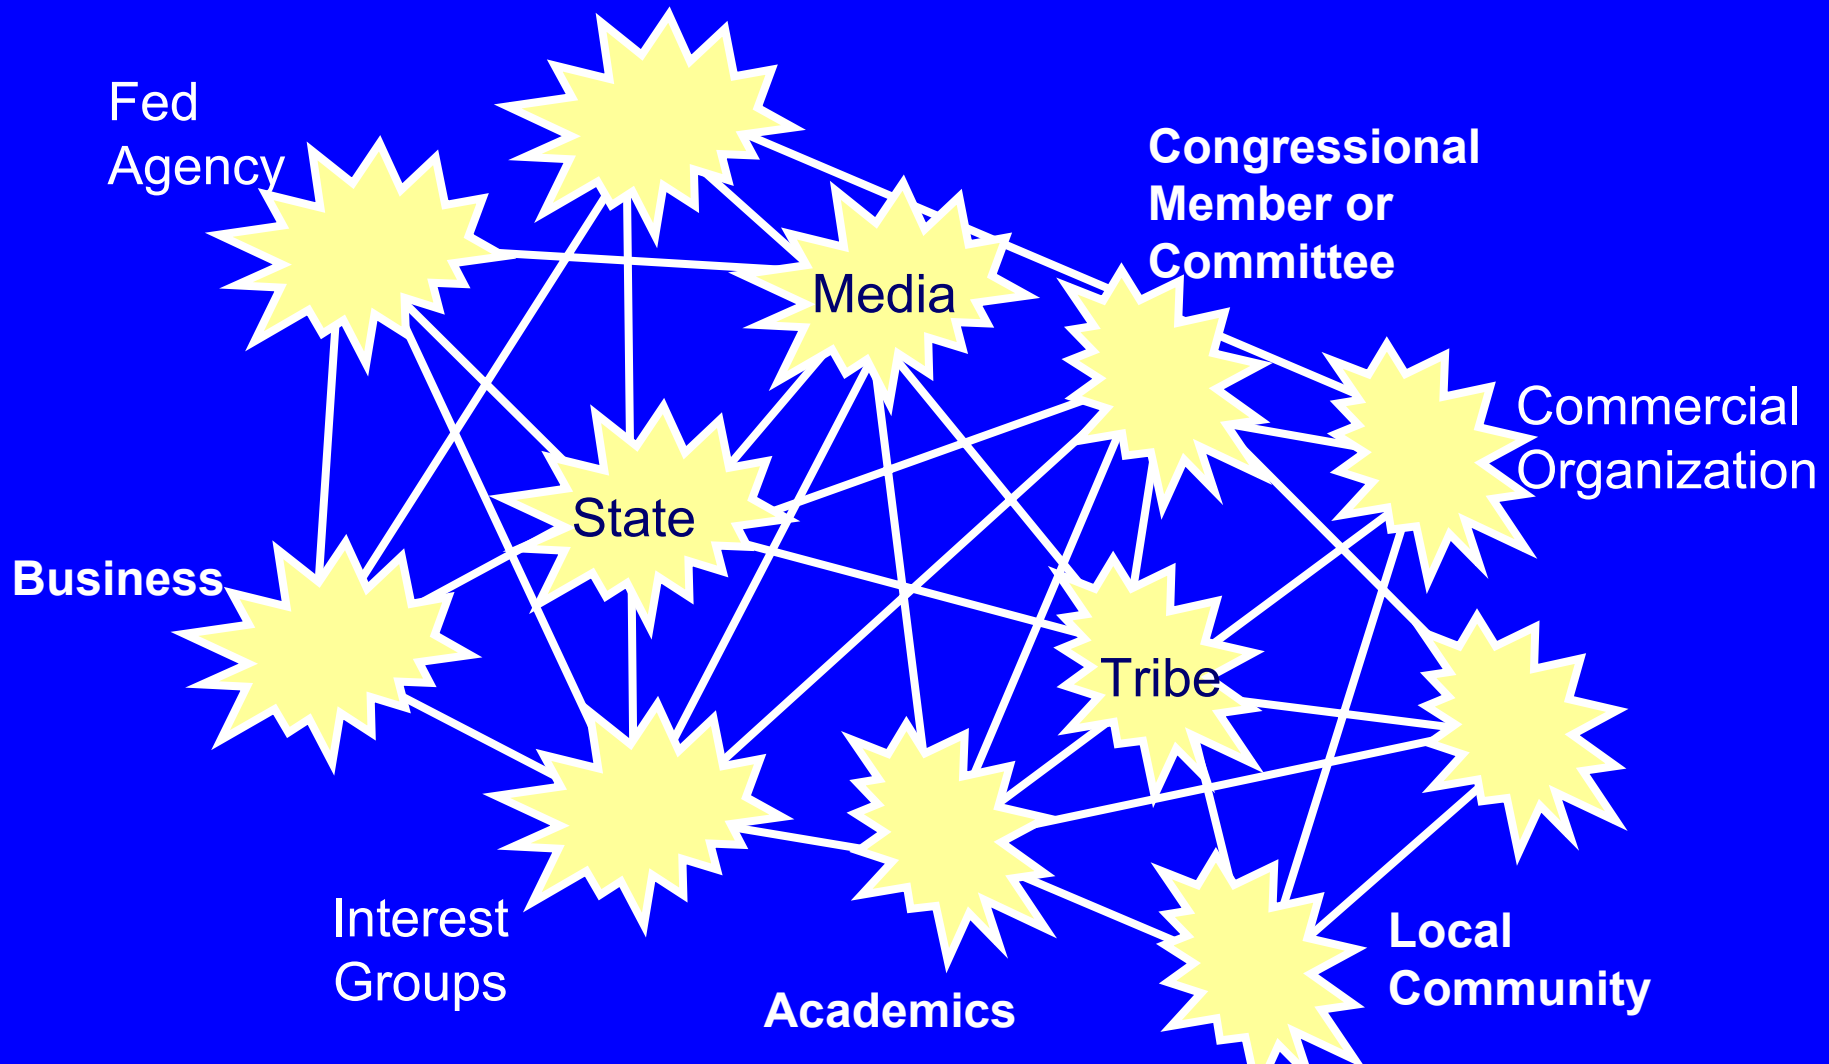 Fed
Agency
Congressional
Member or
Committee
Media
Commercial
Organization
State
Business
Tribe
Interest
Groups
Academics
Local
Community